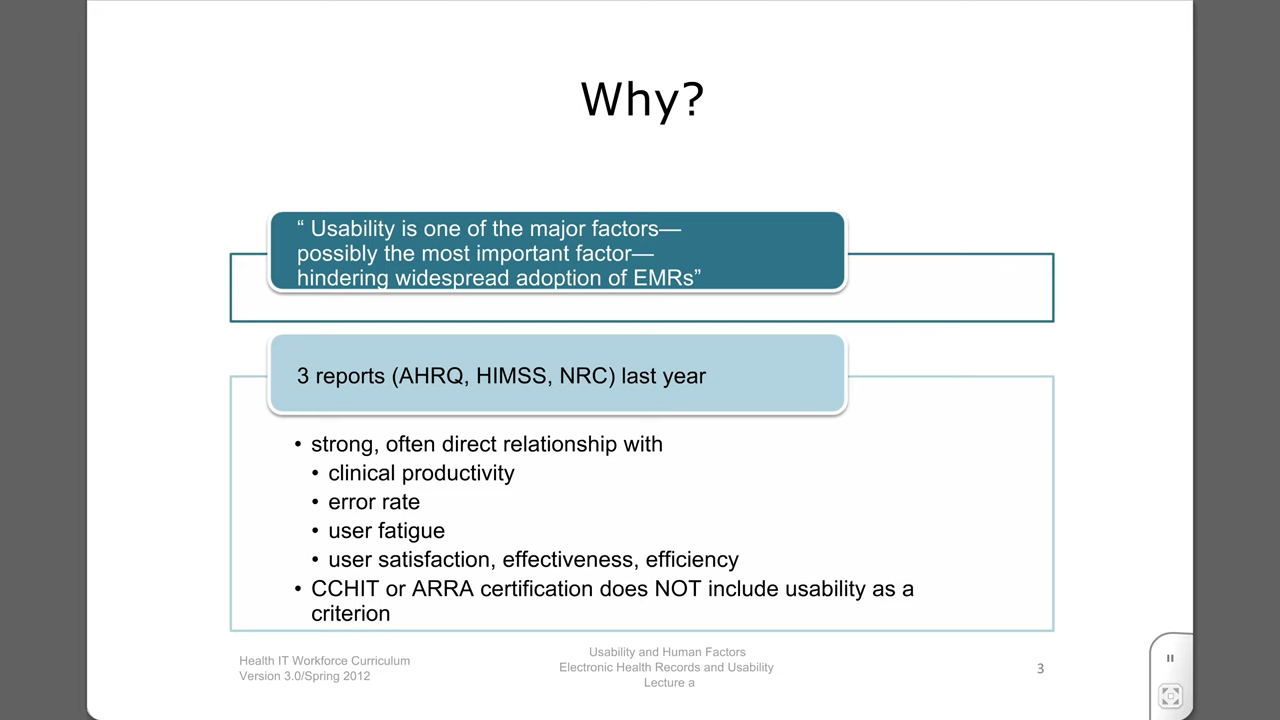 Why?
“ Usability is one of the major factors—
possibly the most important factor—
hindering widespread adoption of EMRs”
3 reports (AHRQ, HIMSS, NRC) last year
• strong, often direct relationship with
• clinical productivity
• error rate
• user fatigue
• user satisfaction, effectiveness, efficiency
• CCHIT or ARRA certification does NOT include usability as a
criterion
Health IT Workforce Curriculum
Version 3.0/Spring 2012
Usability and Human Factors
Electronic Health Records and Usability
Lecture a
3